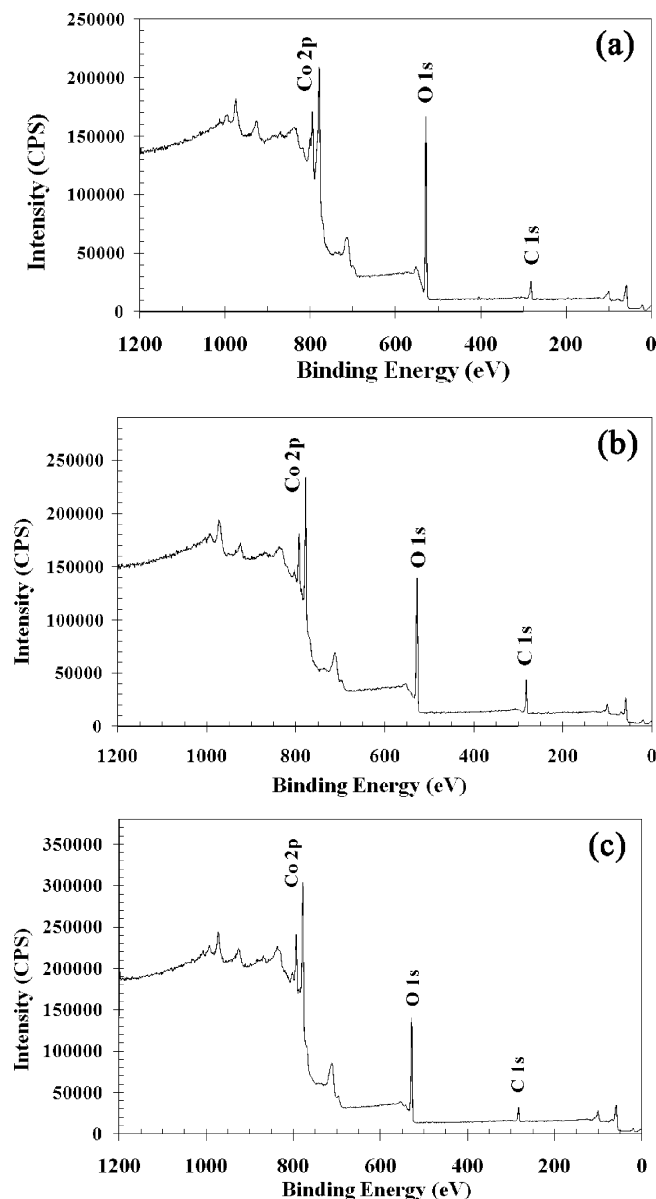 (a)
250000
200000
150000
100000
50000
0
Intensity (CPS)
Co 2p
O 1s
C 1s
1200 1000 800 600 400 200 0
Binding Energy (eV)
(b)
250000
200000
150000
100000
50000
0
Intensity (CPS)
Co 2p
O 1s
C 1s
1200 1000 800 600 400 200 0
Binding Energy (eV)
(c)
350000
300000
250000
200000
150000
100000
50000
0
Intensity (CPS)
Co 2p
O 1s
C 1s
1200 1000 800 600 400 200 0
Binding Energy (eV)